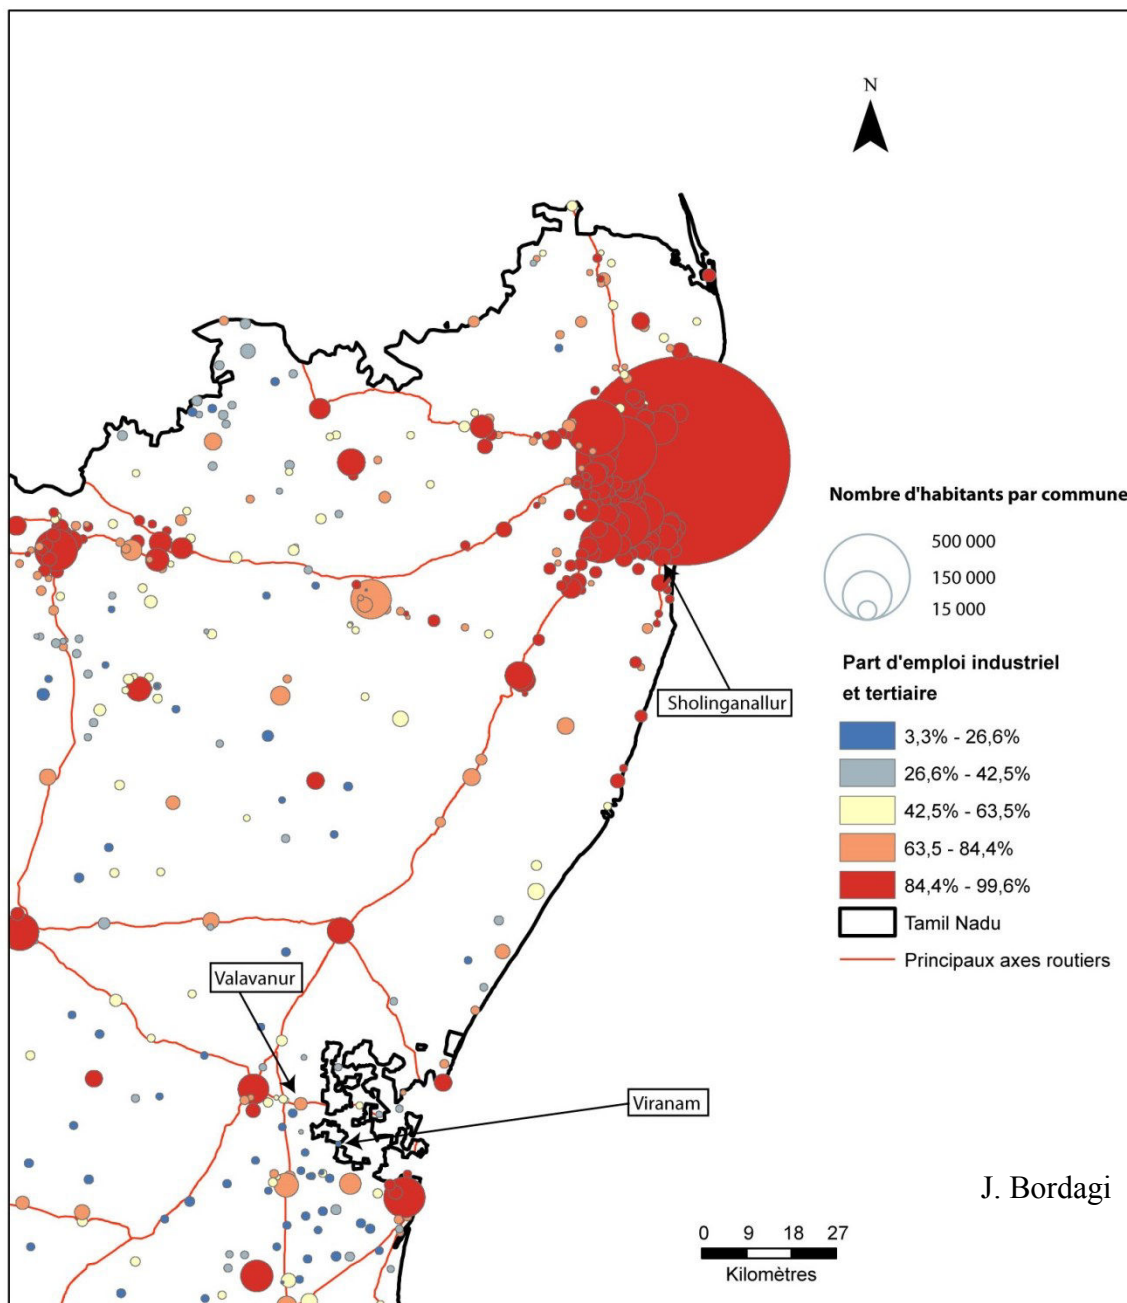 N
Nombre d'habitants par commune
500 000
150 000
15 000
Part d'emploi industriel
et tertiaire
3,3% - 26,6%
26,6% - 42,5%
42,5% - 63,5%
63,5 - 84,4%
84,4% - 99,6%
Tamil Nadu
Principaux axes routiers
Sholinganallur
Valavanur
Viranam
J. Bordagi
0 9 18 27
Kilomètres